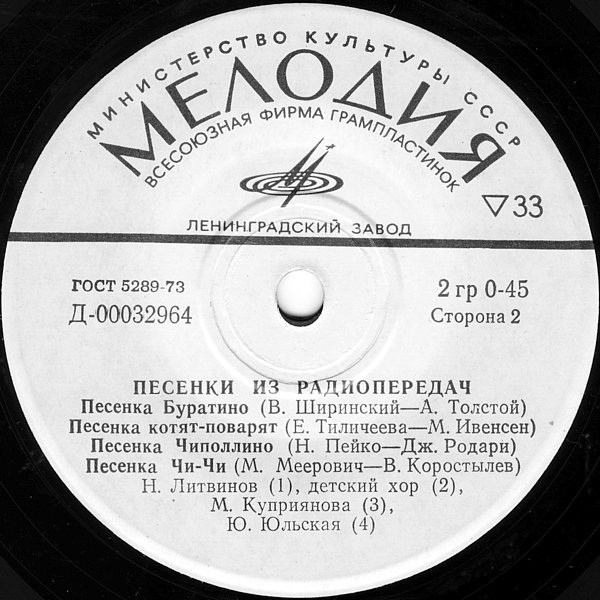 МИНИСТЕРСТВО КУЛЬТУРЫ СССР
МЕЛОДИЯ
ВСЕСОЮЗНАЯ ФИРМА ГРАМПЛАСТИНОК
▽33
ЛЕНИНГРАДСКИЙ ЗАВОД
ГОСТ 5289-73
2 гр 0-45
Д-00032964
Сторона 2
ПЕСЕНКИ ИЗ РАДИОПЕРЕДАЧ
Песенка Буратино (В. Ширинский—А. Толстой)
Песенка котят-поварят (Е. Тиличеева—М. Ивенсен)
Песенка Чиполлино (Н. Пейко—Дж. Родари)
Песенка Чи-Чи (М. Меерович—В. Коростылев)
Н. Литвинов (1), детский хор (2),
М. Куприянова (3),
Ю. Юльская (4)